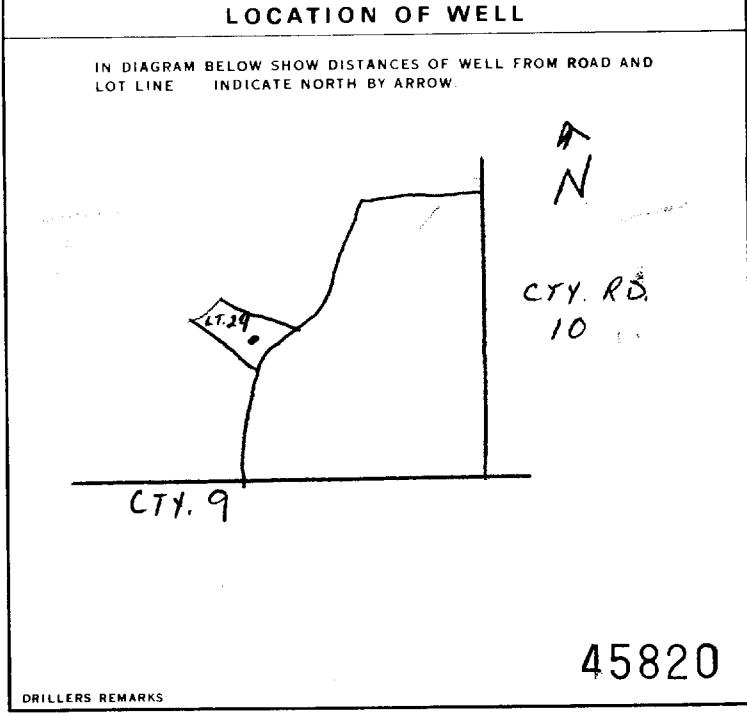 LOCATION OF WELL
IN DIAGRAM BELOW SHOW DISTANCES OF WELL FROM ROAD AND
LOT LINE INDICATE NORTH BY ARROW.
N
CTY. RD.
10
LT.24
CTY. 9
45820
DRILLERS REMARKS